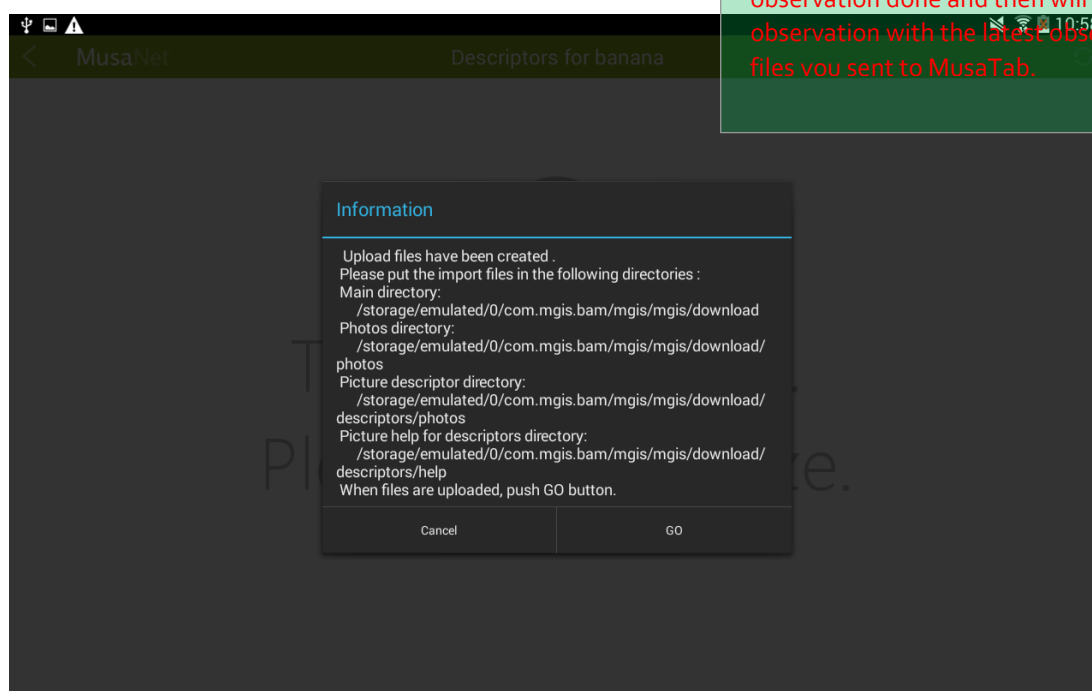 observation done and then will
10:58
observation with the latest
files you sent to MusaTab.
MusaNet
Descriptors for banana
Information
Upload files have been created .
Please put the import files in the following directories :
Main directory:
/storage/emulated/0/com.mgis.bam/mgis/mgis/download
Photos directory:
/storage/emulated/0/com.mgis.bam/mgis/mgis/download/
photos
Picture descriptor directory:
/storage/emulated/0/com.mgis.bam/mgis/mgis/download/
descriptors/photos
Picture help for descriptors directory:
/storage/emulated/0/com.mgis.bam/mgis/mgis/download/
descriptors/help
When files are uploaded, push GO button.
Cancel
GO